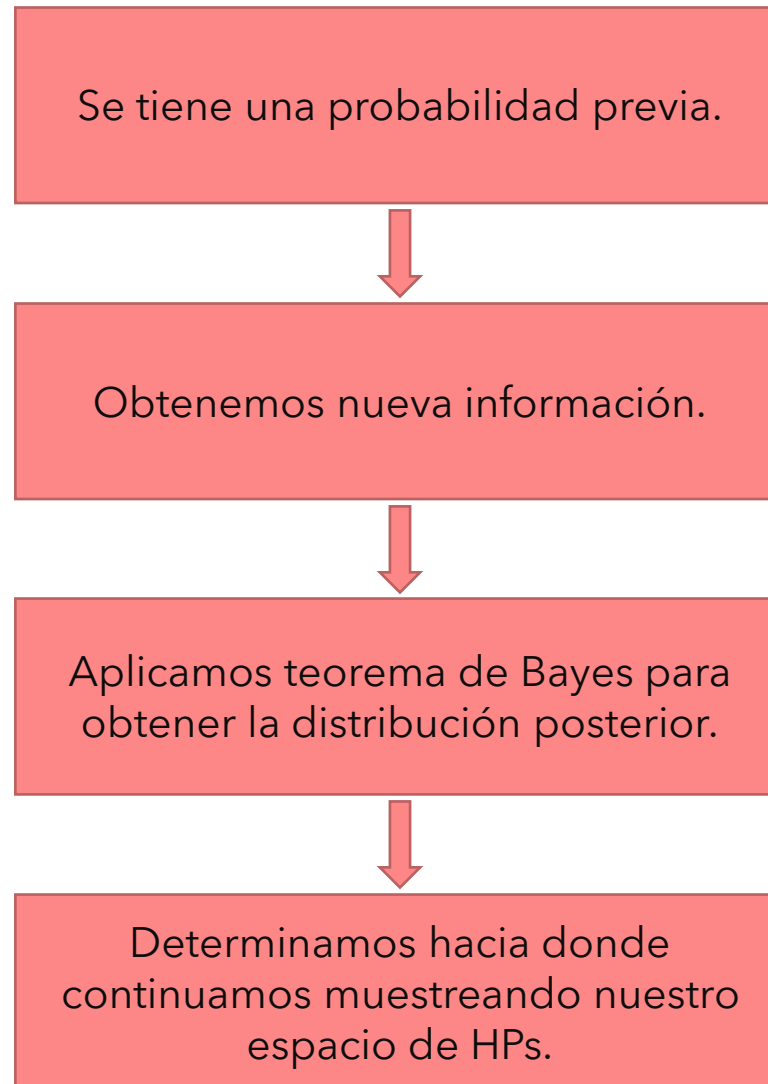 Se tiene una probabilidad previa.
Obtenemos nueva información.
Aplicamos teorema de Bayes para
obtener la distribución posterior.
Determinamos hacia donde
continuamos muestreando nuestro
espacio de HPs.